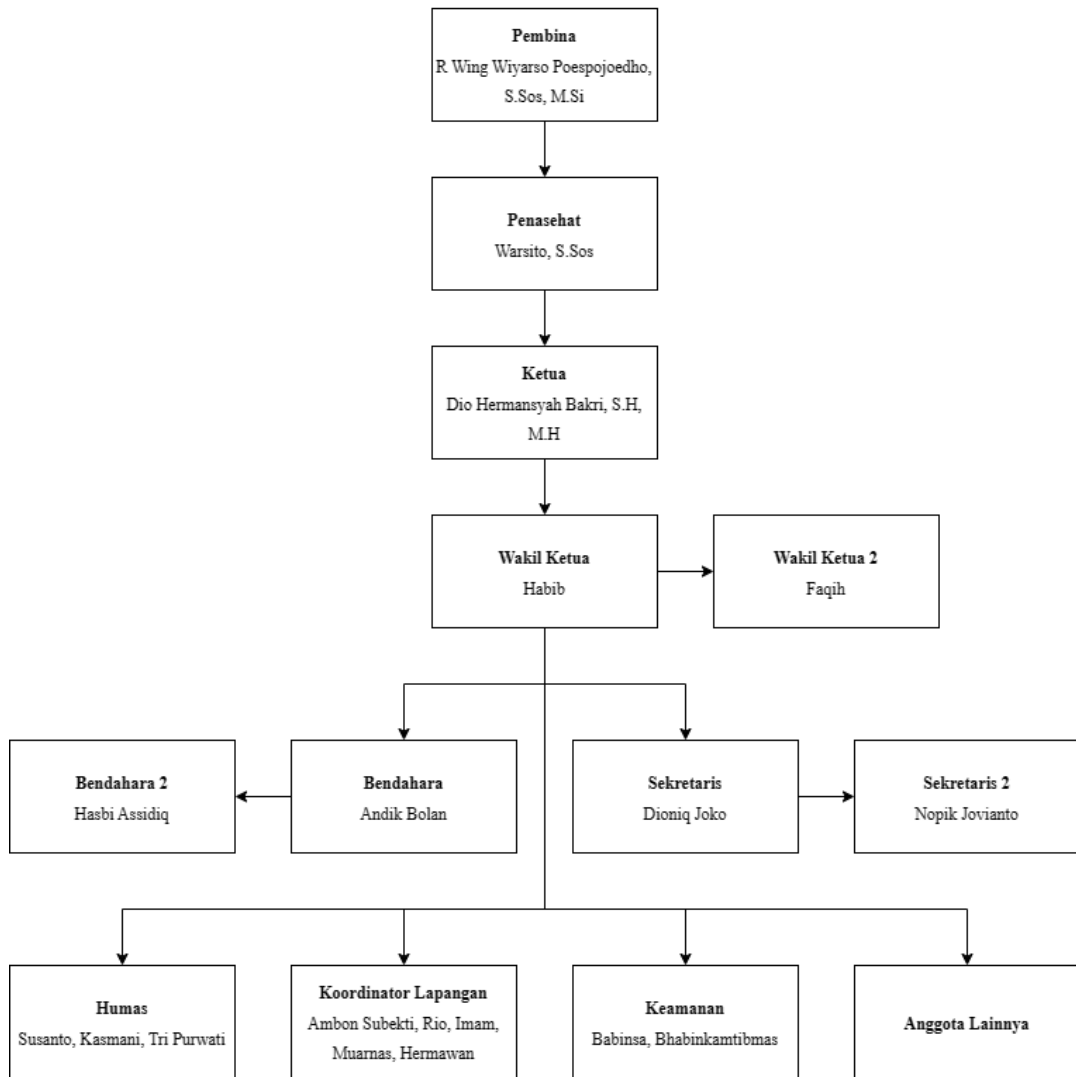 Pembina
R Wing Wiyarso Poespojoedho,
S.Sos, M.Si
Penasehat
Warsito, S.Sos
Ketua
Dio Hermansyah Bakri, S.H,
M.H
Wakil Ketua
Habib
Wakil Ketua 2
Faqih
Bendahara 2
Hasbi Assidiq
Bendahara
Andik Bolan
Sekretaris
Dioniq Joko
Sekretaris 2
Nopik Jovianto
Humas
Susanto, Kasmani, Tri Purwati
Koordinator Lapangan
Ambon Subekti, Rio, Imam,
Muarnas, Hermawan
Keamanan
Babinsa, Bhabinkamtibmas
Anggota Lainnya